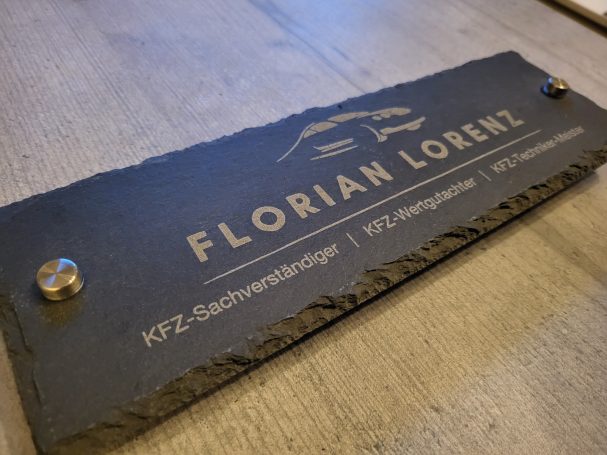 FLORIAN LORENZ
KFZ-Sachverständiger | KFZ-Wertgutachter | KFZ-Techniker-Meister